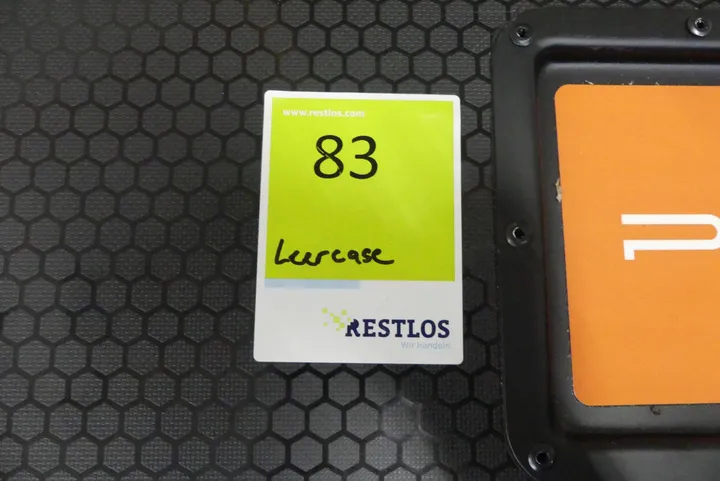 www.restlos.com
83
Leercase
RESTLOS
Wir handeln